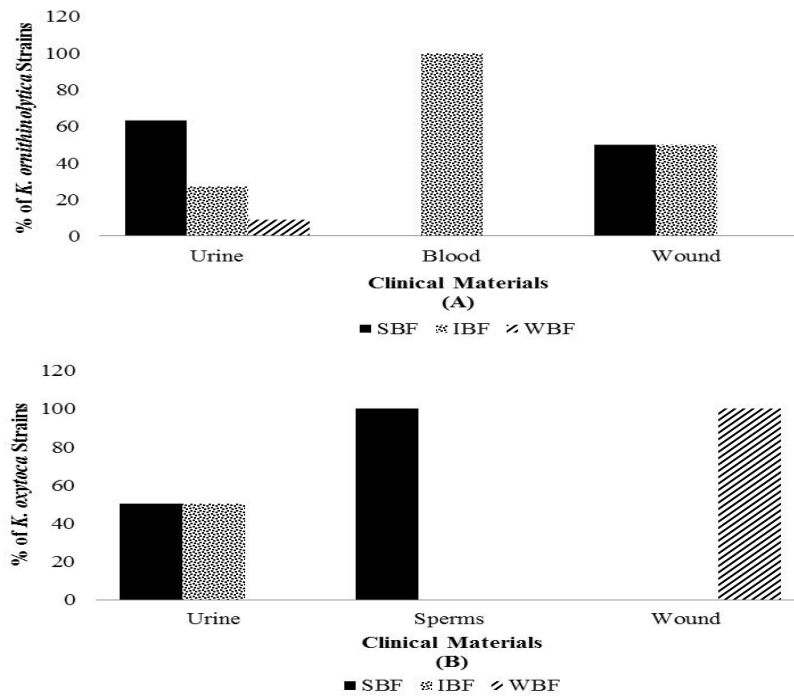 120
100
80
60
40
20
0
% of K. ornithinolytica Strains
Urine Blood Wound
Clinical Materials
(A)
SBF IBF WBF
120
100
80
60
40
20
0
% of K. oxytoca Strains
Urine Sperms Wound
Clinical Materials
(B)
SBF IBF WBF